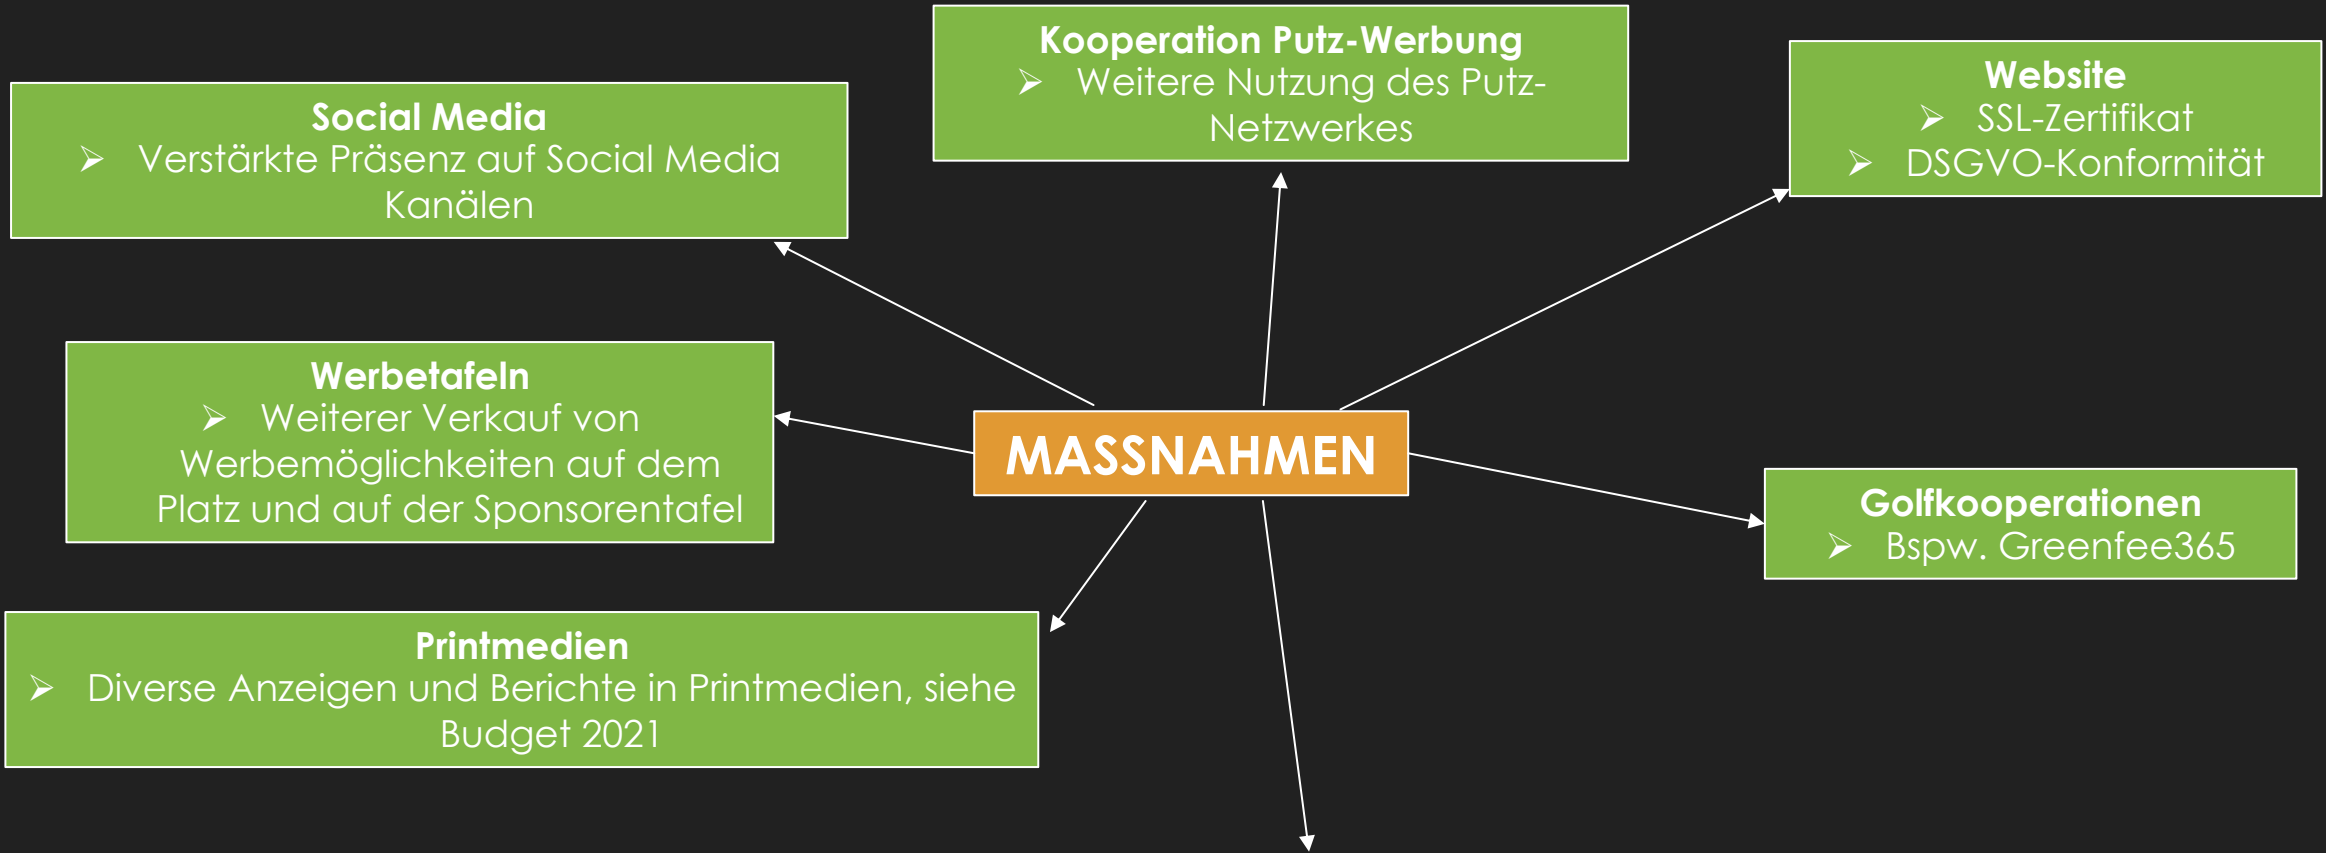 Kooperation Putz-Werbung
➢ Weitere Nutzung des Putz-
Netzwerkes
Website
➢ SSL-Zertifikat
➢ DSGVO-Konformität
Social Media
➢ Verstärkte Präsenz auf Social Media
Kanälen
Werbetafeln
➢ Weiterer Verkauf von
Werbemöglichkeiten auf dem
Platz und auf der Sponsorentafel
MASSNAHMEN
Golfkooperationen
➢ Bspw. Greenfee365
Printmedien
➢ Diverse Anzeigen und Berichte in Printmedien, siehe
Budget 2021